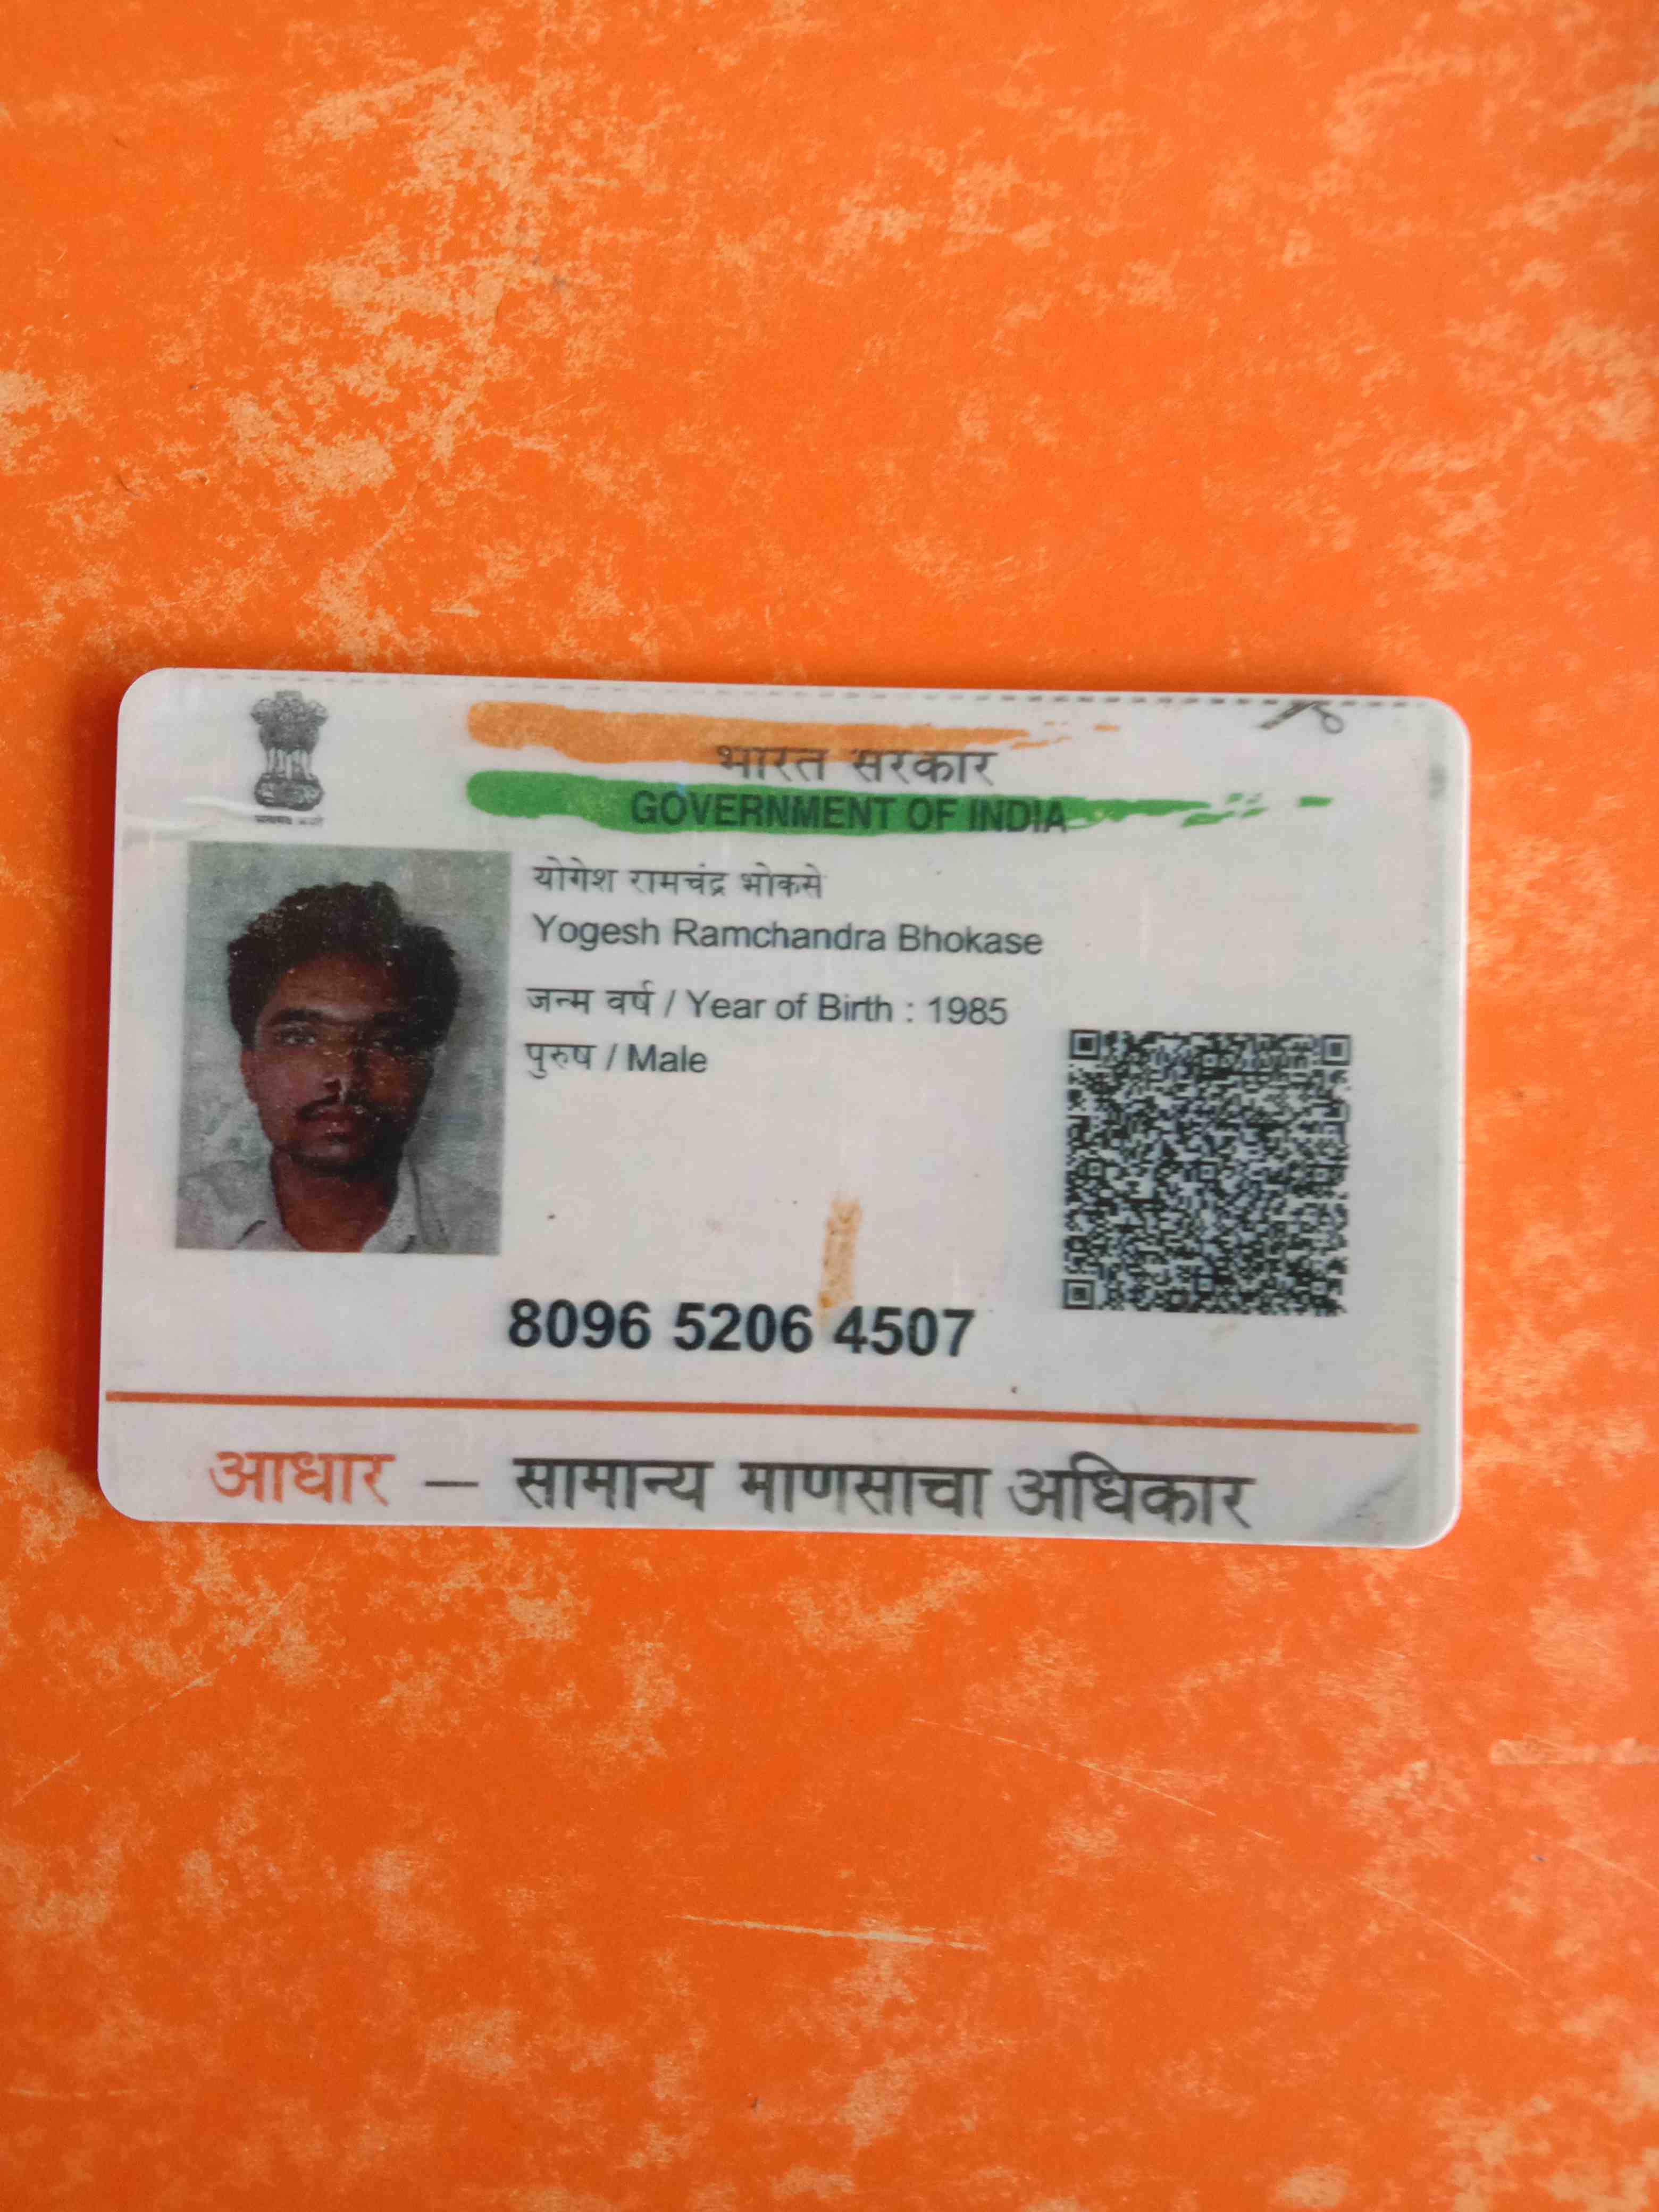 भारत सरकार
GOVERNMENT OF INDIA
योगेश रामचंद्र भोकसे
Yogesh Ramchandra Bhokase
जन्म वर्ष / Year of Birth : 1985
पुरुष / Male
8096 5206 4507
आधार — सामान्य माणसाचा अधिकार